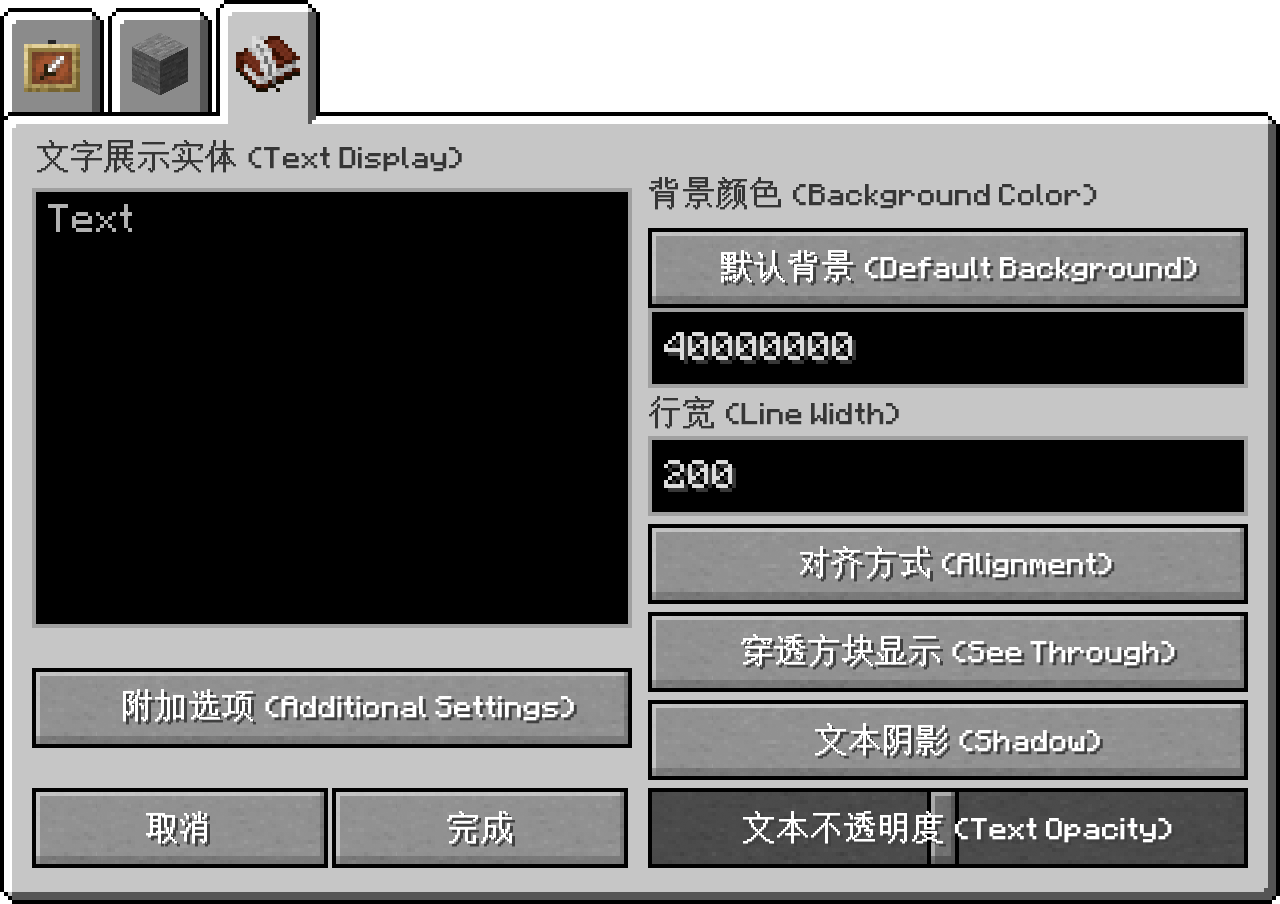 文字展示实体 (Text Display)
Text
附加选项 (Additional Settings)
取消
完成
背景颜色 (Background Color)
默认背景 (Default Background)
40000000
行宽 (Line Width)
200
对齐方式 (Alignment)
穿透方块显示 (See Through)
文本阴影 (Shadow)
文本不透明度 (Text Opacity)